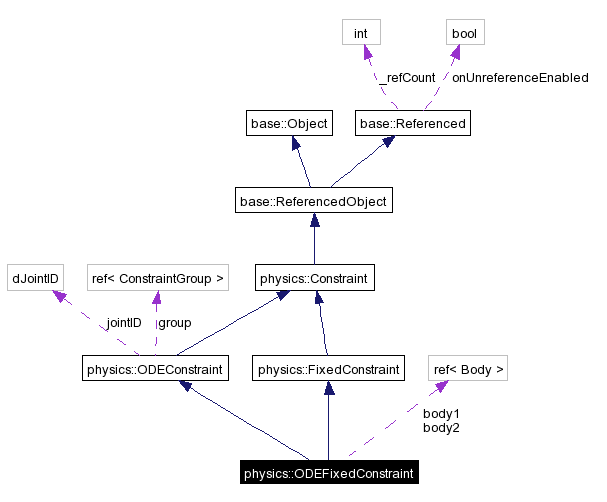 int
bool
_refCount
onUnreferenceEnabled
base::Object
base::Referenced
base::ReferencedObject
dJointID
ref< ConstraintGroup >
physics::Constraint
jointID
group
physics::ODEConstraint
physics::FixedConstraint
ref< Body >
body1
body2
physics::ODEFixedConstraint